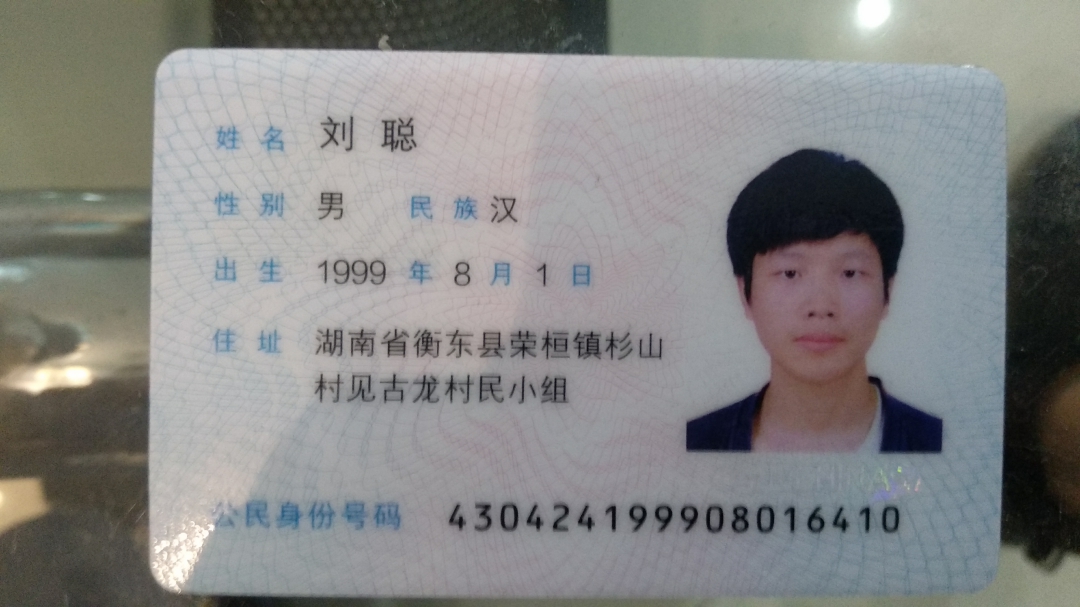 姓名 刘聪
性别 男 民族 汉
出生 1999 年 8 月 1 日
住址 湖南省衡东县荣桓镇杉山
村见古龙村民小组
CHINA
公民身份号码 430424199908016410